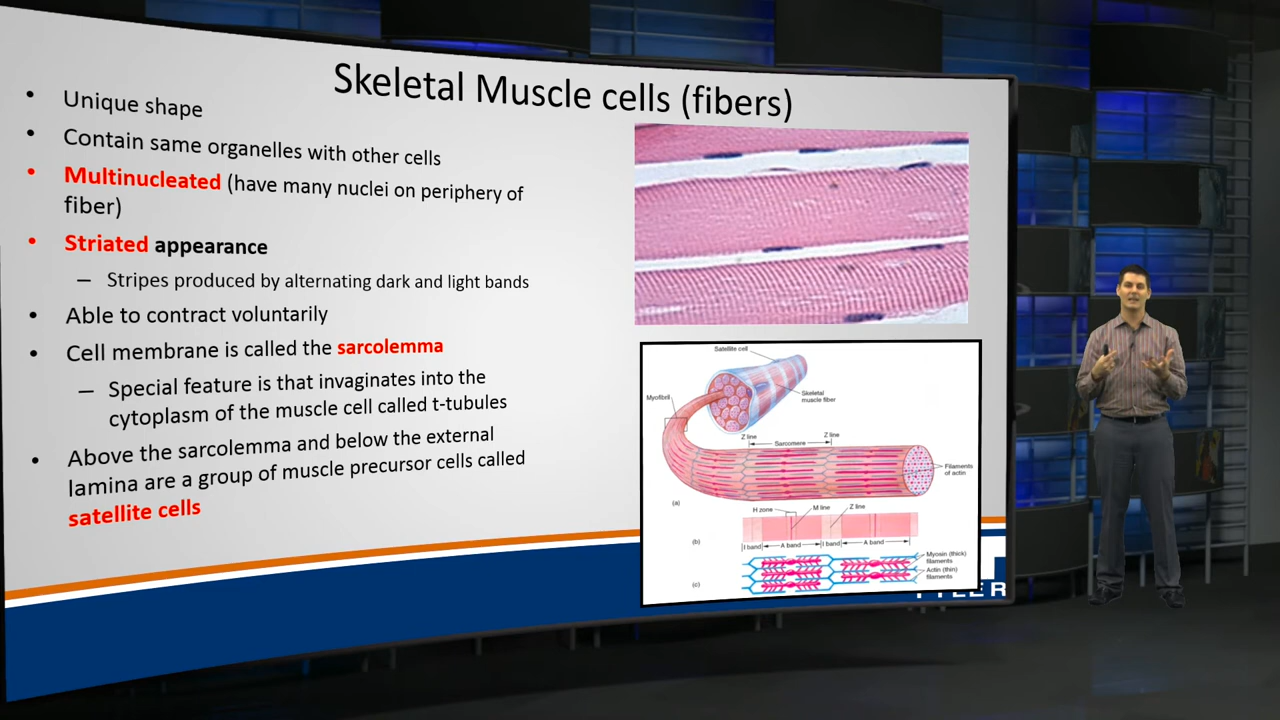 Skeletal Muscle cells (fibers)
• Unique shape
• Contain same organelles with other cells
• Multinucleated (have many nuclei on periphery of
fiber)
• Striated appearance
– Stripes produced by alternating dark and light bands
• Able to contract voluntarily
• Cell membrane is called the sarcolemma
– Special feature is that invaginates into the
cytoplasm of the muscle cell called t-tubules
• Above the sarcolemma and below the external
lamina are a group of muscle precursor cells called
satellite cells
Satellite cell
Myofibril
Skeletal
muscle fiber
Z line
Sarcomere
Z line
Filaments
of actin
(a)
H zone
M line
Z line
(b)
I band
A band
I band
A band
Myosin (thick)
filaments
Actin (thin)
filaments
(c)